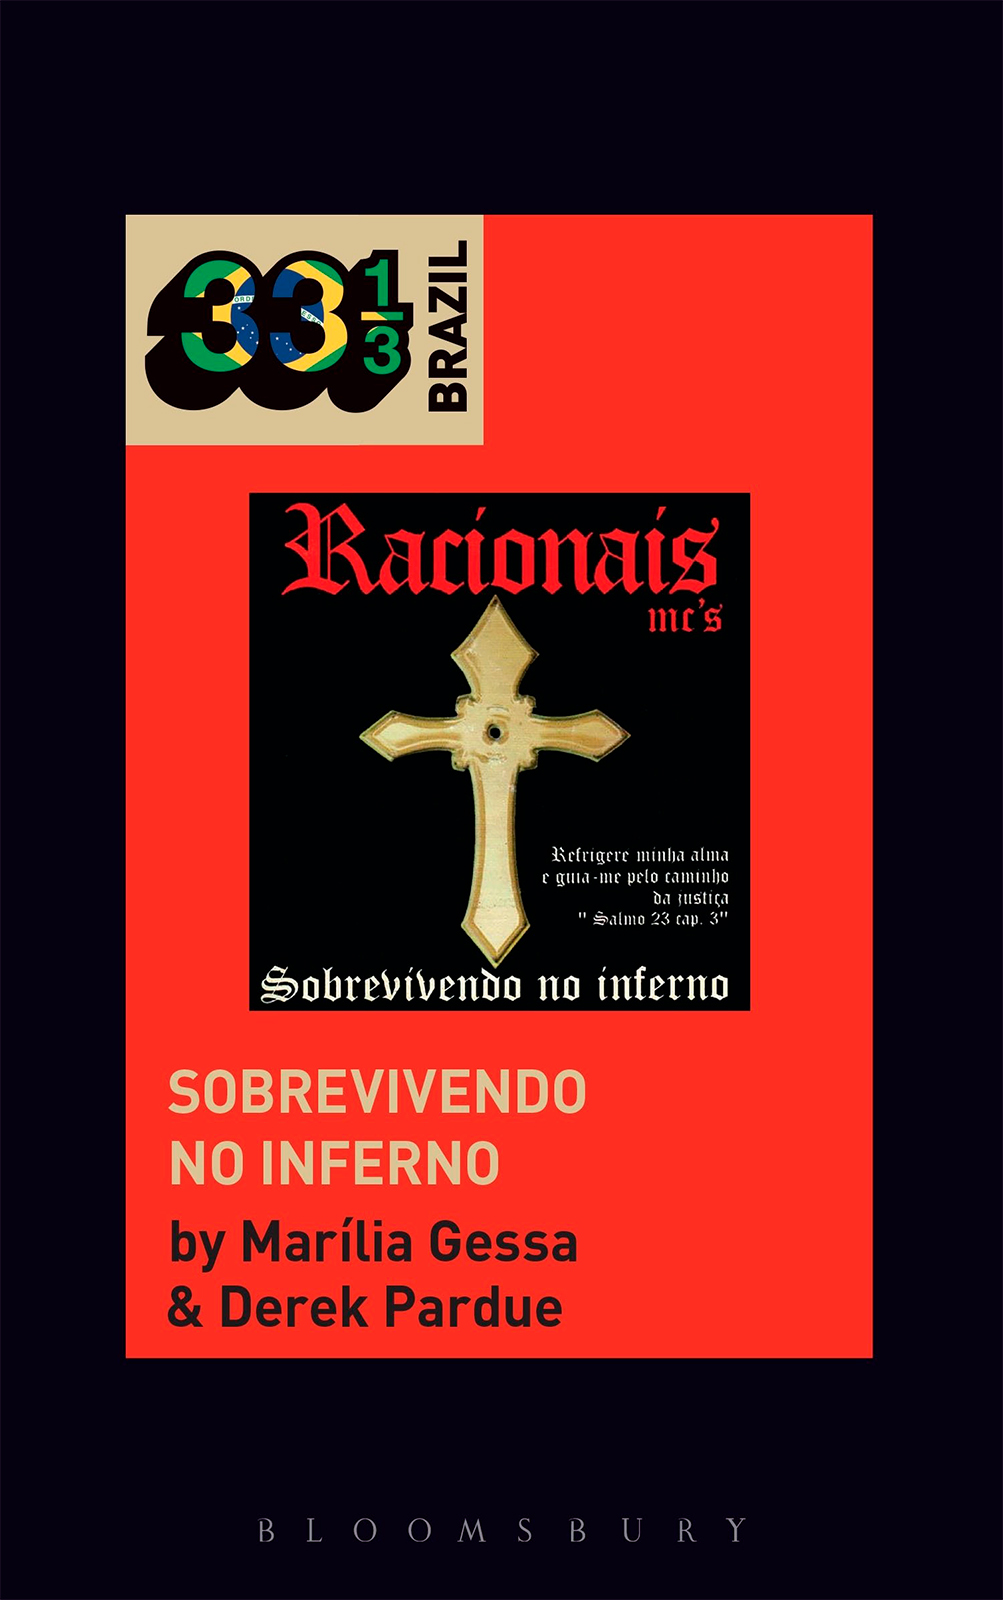 33 1/3
BRAZIL
Racionais
mc's
Refrigere minha alma
e guia-me pelo caminho
da justiça
" Salmo 23 cap. 3"
Sobrevivendo no inferno
SOBREVIVENDO
NO INFERNO
by Marília Gessa
& Derek Pardue
BLOOMSBURY